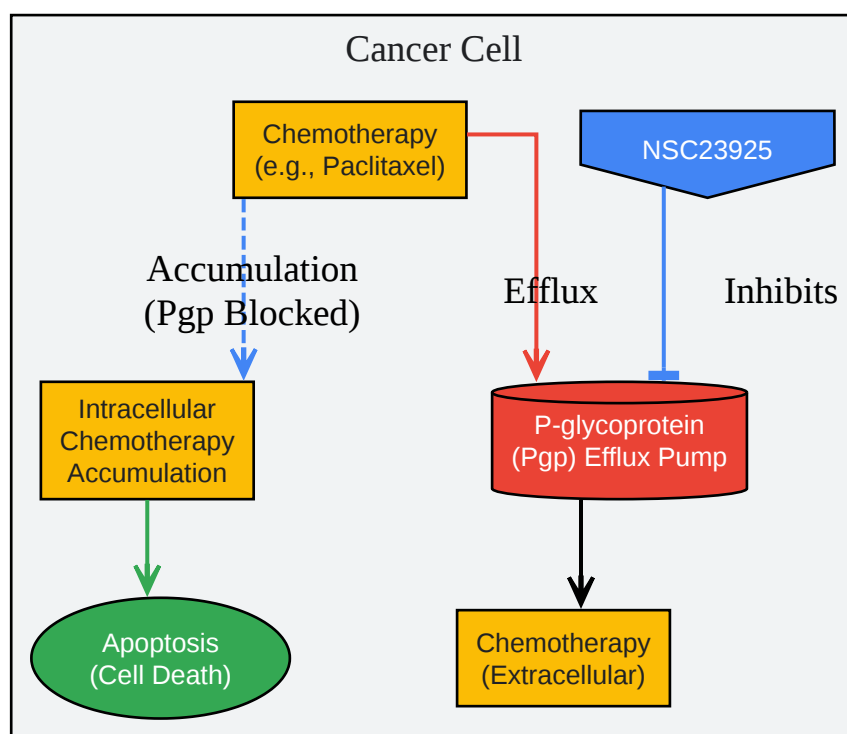 Cancer Cell
Chemotherapy
(e.g., Paclitaxel)
NSC23925
Accumulation
(Pgp Blocked)
Efflux
Inhibits
Intracellular
Chemotherapy
Accumulation
P-glycoprotein
(Pgp) Efflux Pump
Apoptosis
(Cell Death)
Chemotherapy
(Extracellular)